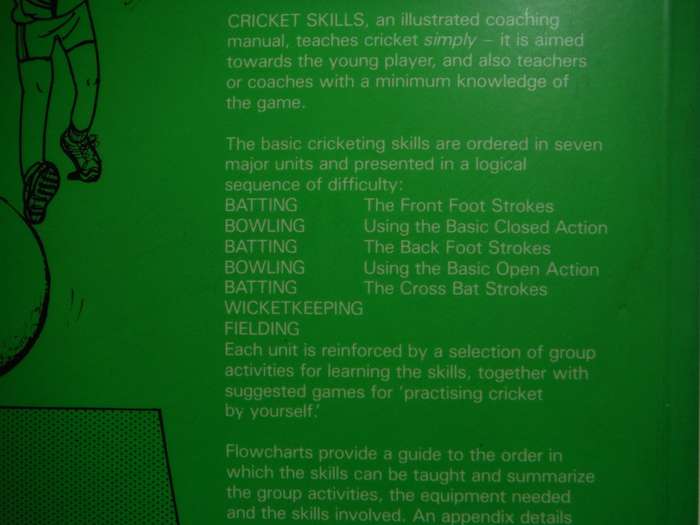 CRICKET SKILLS, an illustrated coaching
manual, teaches cricket simply – it is aimed
towards the young player, and also teachers
or coaches with a minimum knowledge of
the game.
The basic cricketing skills are ordered in seven
major units and presented in a logical
sequence of difficulty:
BATTING The Front Foot Strokes
BOWLING Using the Basic Closed Action
BATTING The Back Foot Strokes
BOWLING Using the Basic Open Action
BATTING The Cross Bat Strokes
WICKETKEEPING
FIELDING
Each unit is reinforced by a selection of group
activities for learning the skills, together with
suggested games for ‘practising cricket
by yourself.’
Flowcharts provide a guide to the order in
which the skills can be taught and summarize
the group activities, the equipment needed
and the skills involved. An appendix details